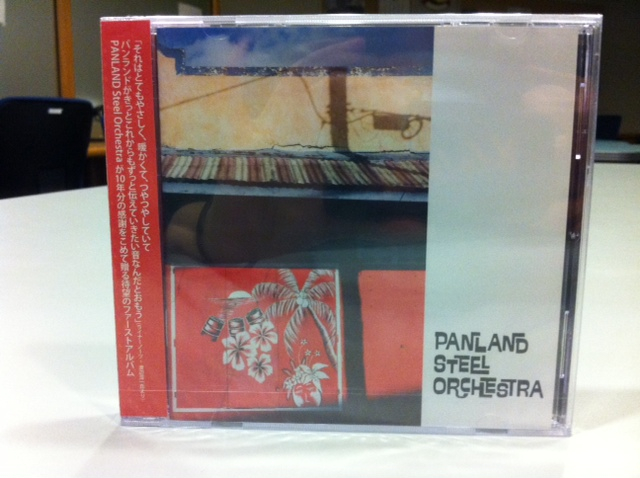 「それはとてもやさしく、暖かくて、つやつやしていて
パンランドがきっとこれからもずっと伝えていきたい音なんだとおもう」
PANLAND Steel Orchestra が10年分の感謝をこめて贈る待望のファーストアルバム
PANLAND
STEEL
ORCHESTRA